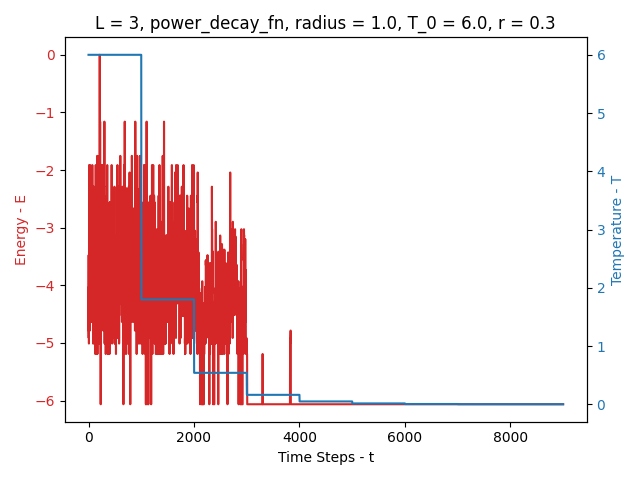 L = 3, power_decay_fn, radius = 1.0, T_0 = 6.0, r = 0.3
0
−1
−2
−3
−4
−5
−6
Energy - E
6
5
4
3
2
1
0
Temperature - T
0 2000 4000 6000 8000
Time Steps - t